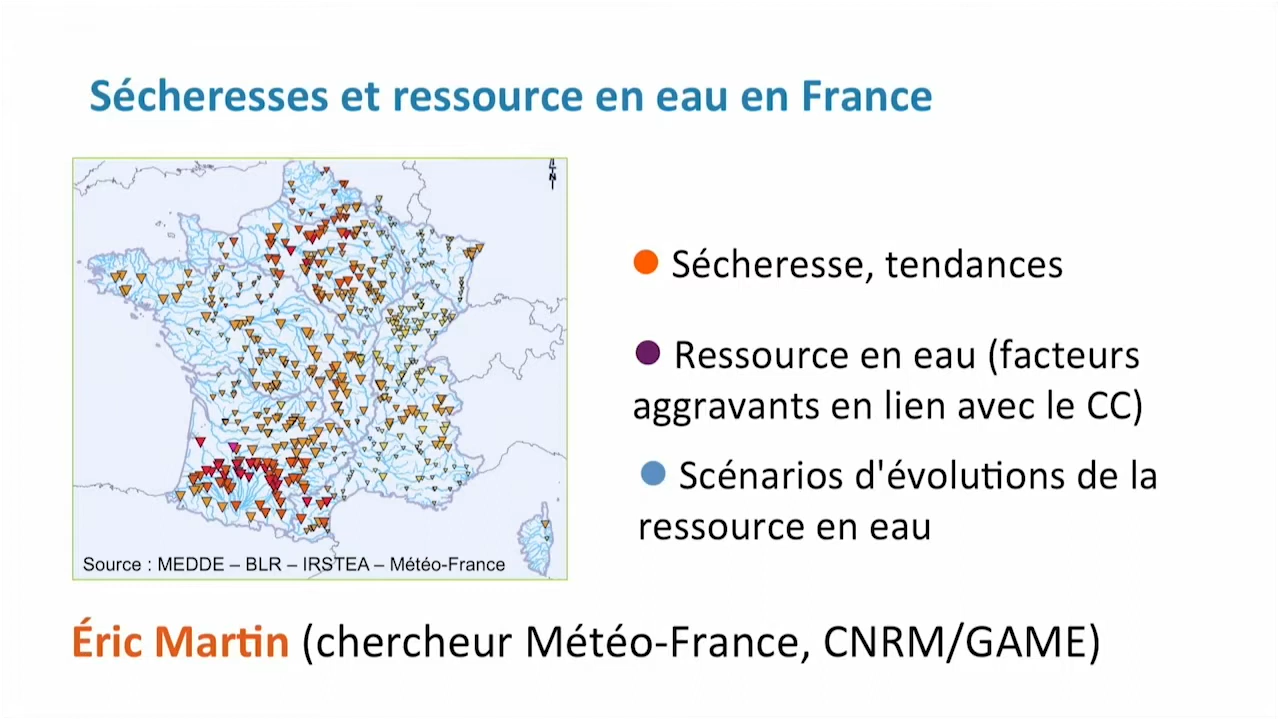 Sécheresses et ressource en eau en France
Sécheresse, tendances
Ressource en eau (facteurs
aggravants en lien avec le CC)
Scénarios d'évolutions de la
ressource en eau
Source : MEDDE – BLR – IRSTEA – Météo-France
Éric Martin (chercheur Météo-France, CNRM/GAME)